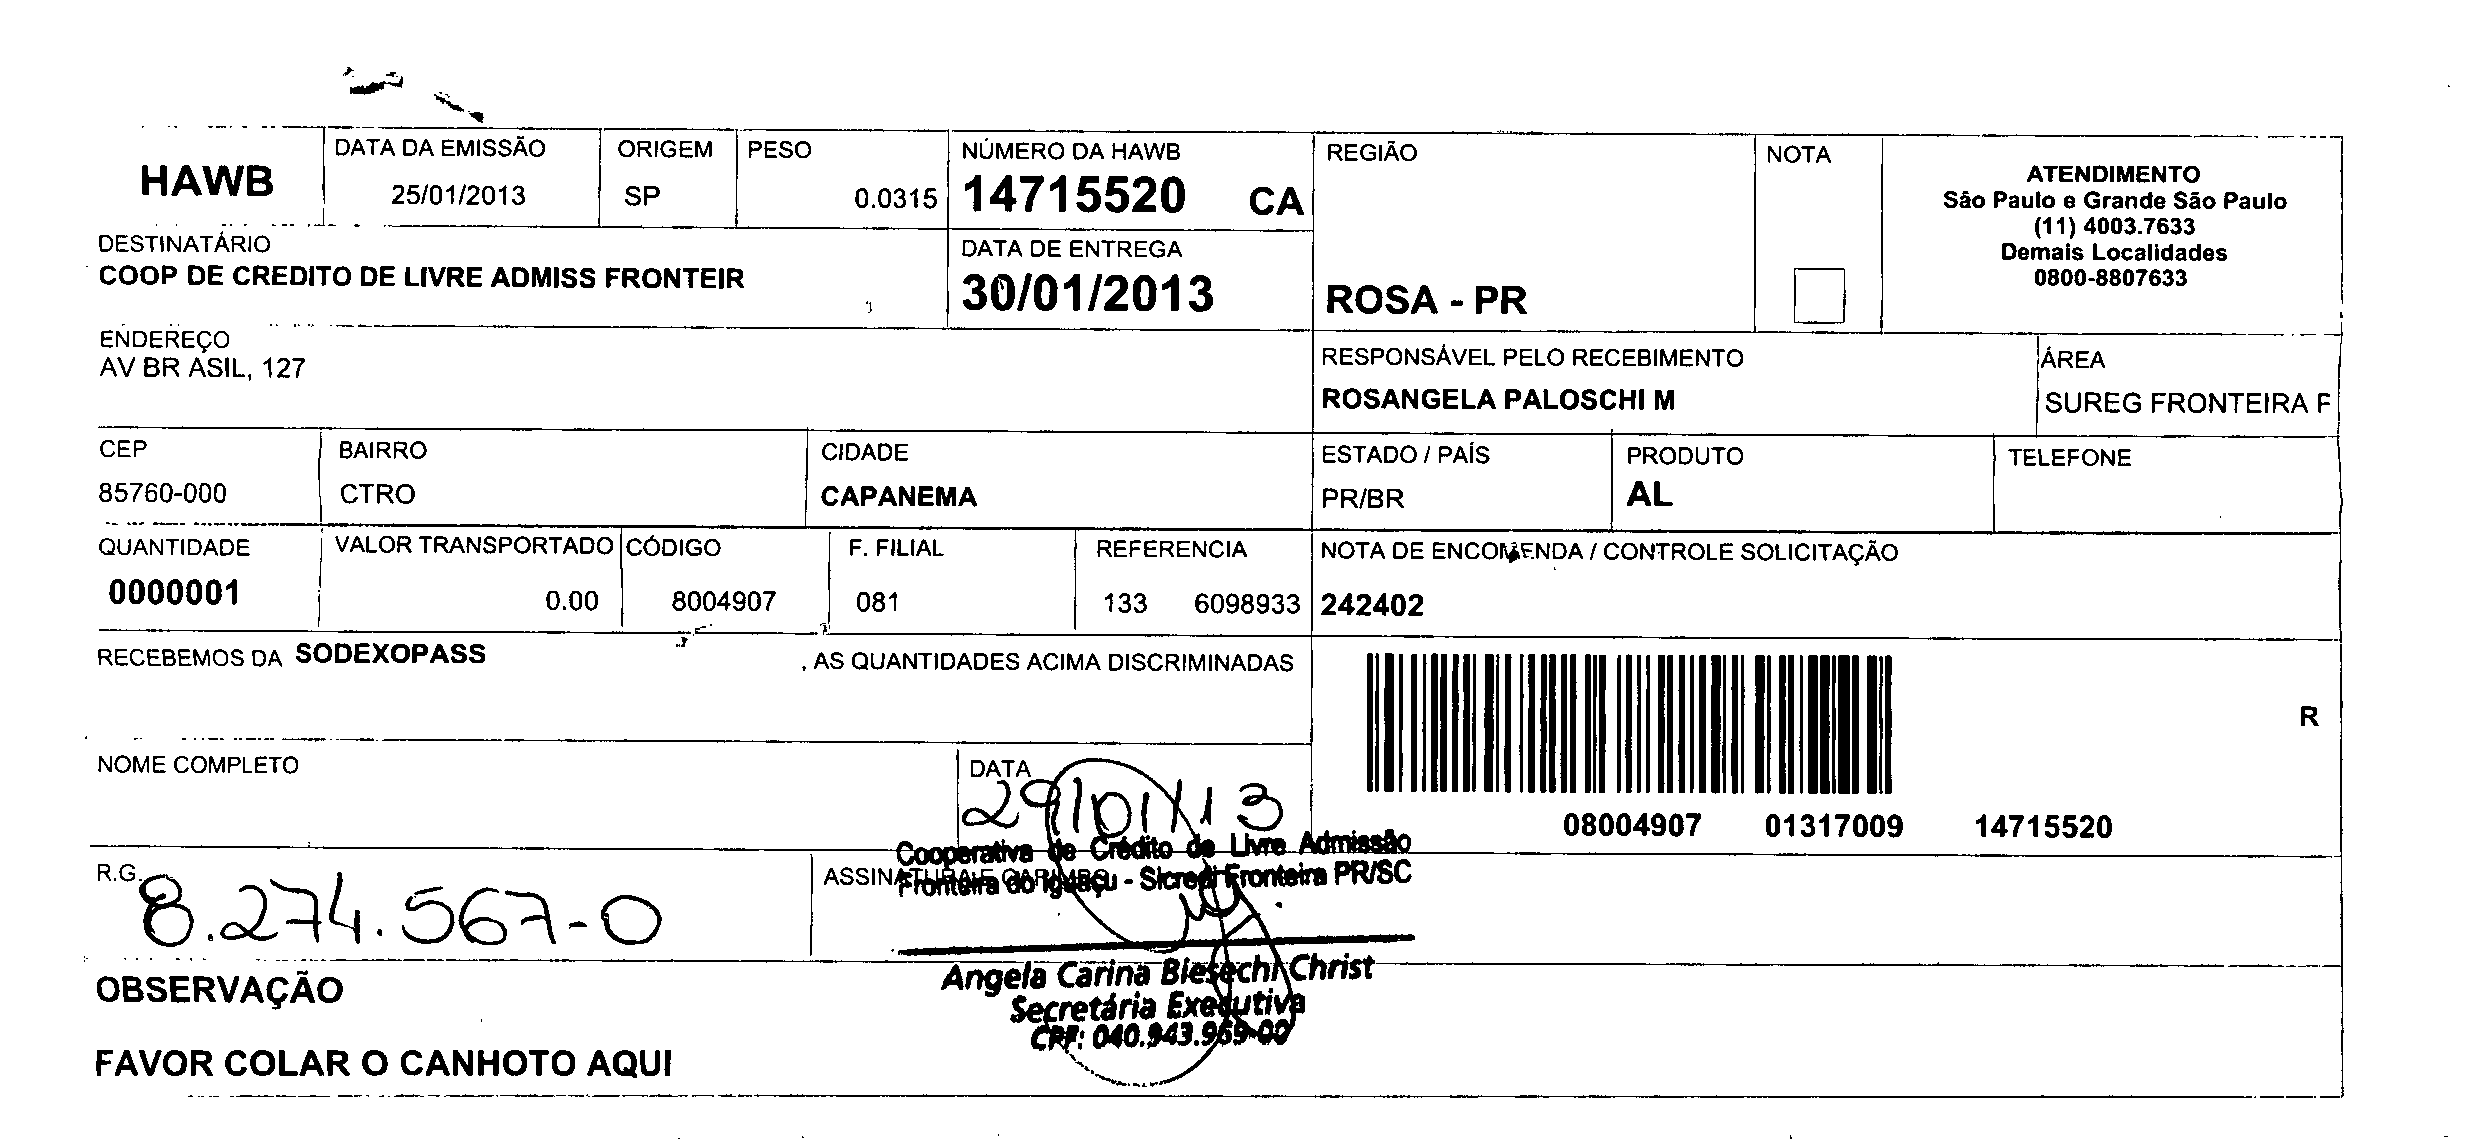 HAWB
DATA DA EMISSÃO
25/01/2013
ORIGEM
SP
PESO
0.0315
NÚMERO DA HAWB
14715520 CA
REGIÃO
ROSA - PR
NOTA
ATENDIMENTO
São Paulo e Grande São Paulo
(11) 4003.7633
Demais Localidades
0800-8807633
DESTINATÁRIO
COOP DE CREDITO DE LIVRE ADMISS FRONTEIR
DATA DE ENTREGA
30/01/2013
ENDEREÇO
AV BR ASIL, 127
RESPONSÁVEL PELO RECEBIMENTO
ROSANGELA PALOSCHI M
ÁREA
SUREG FRONTEIRA F
CEP
85760-000
BAIRRO
CTRO
CIDADE
CAPANEMA
ESTADO / PAÍS
PR/BR
PRODUTO
AL
TELEFONE
QUANTIDADE
0000001
VALOR TRANSPORTADO
0.00
CÓDIGO
8004907
F. FILIAL
081
REFERENCIA
133 6098933
NOTA DE ENCOMENDA / CONTROLE SOLICITAÇÃO
242402
RECEBEMOS DA SODEXOPASS , AS QUANTIDADES ACIMA DISCRIMINADAS
R
08004907 01317009 14715520
NOME COMPLETO
DATA
29/01/13
R.G.
8.274.567-0
ASSINATURA E CARIMBO
Cooperativa de Crédito de Livre Admissão
Fronteira do Iguaçu - Sicredi Fronteira PR/SC
Angela Carina Biesechi Christ
Secretária Executiva
CPF: 040.943.969-00
OBSERVAÇÃO
FAVOR COLAR O CANHOTO AQUI